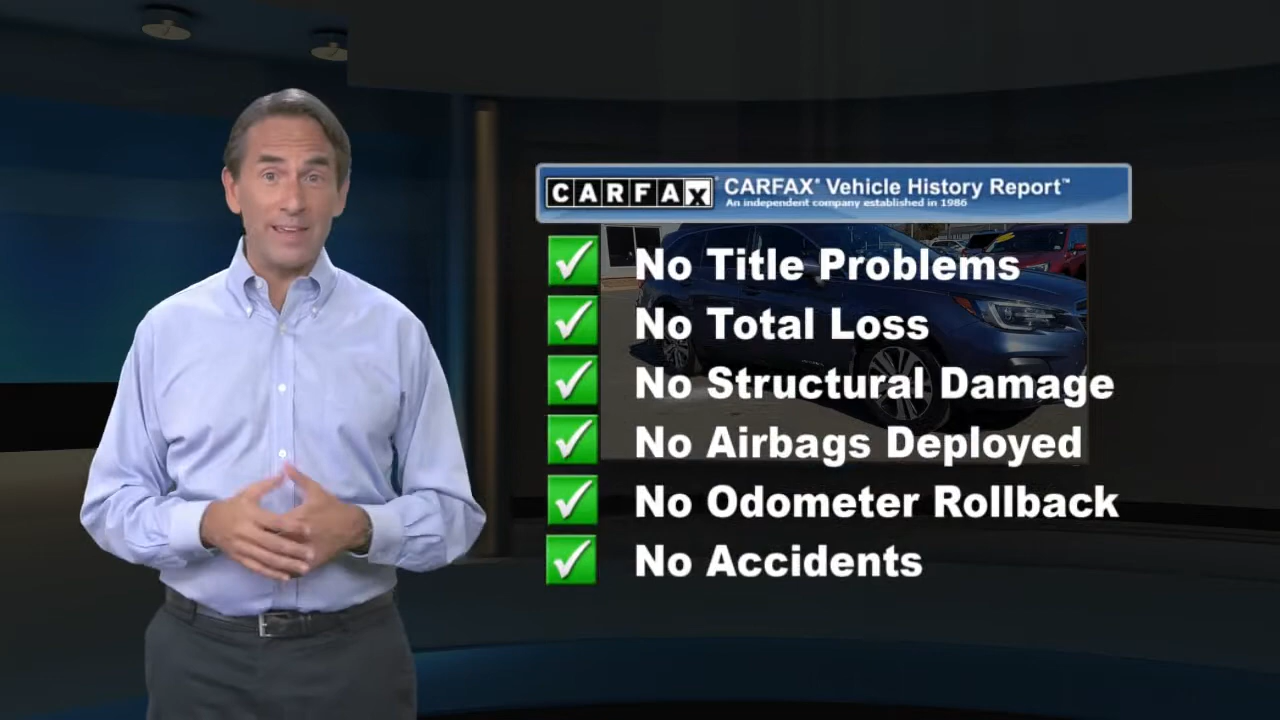 CARFAX® CARFAX® Vehicle History Report™
An independent company established in 1986
No Title Problems
No Total Loss
No Structural Damage
No Airbags Deployed
No Odometer Rollback
No Accidents